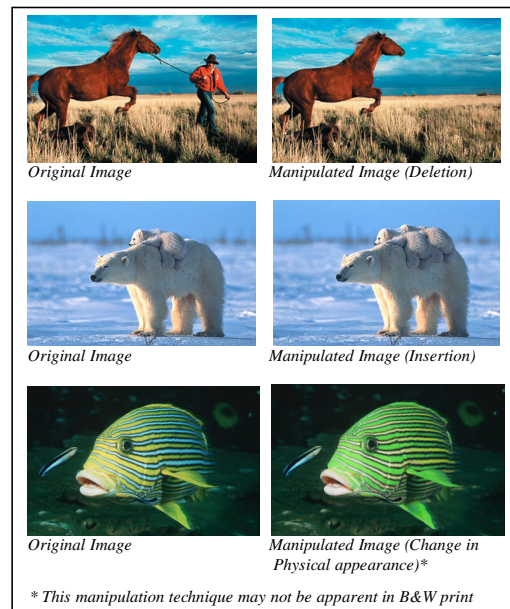 Original Image
Manipulated Image (Deletion)
Original Image
Manipulated Image (Insertion)
Original Image
Manipulated Image (Change in
Physical appearance)*
* This manipulation technique may not be apparent in B&W print